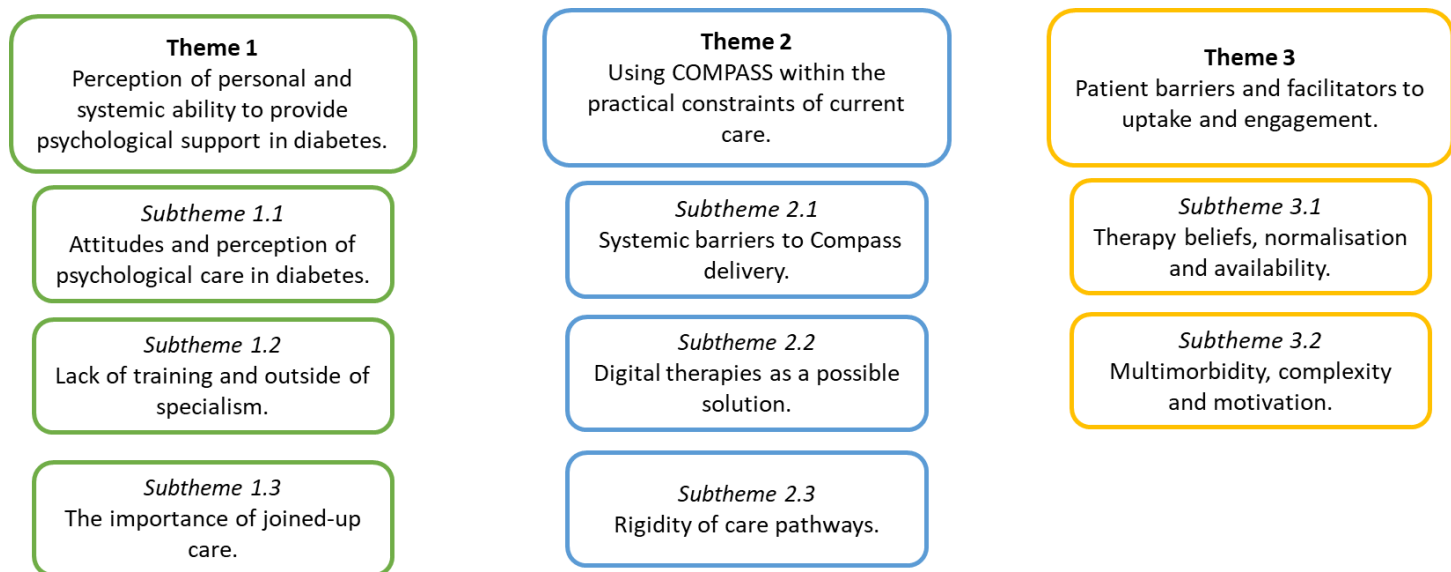 Theme 1
Perception of personal and
systemic ability to provide
psychological support in diabetes.
Subtheme 1.1
Attitudes and perception of
psychological care in diabetes.
Subtheme 1.2
Lack of training and outside of
specialism.
Subtheme 1.3
The importance of joined-up
care.
Theme 2
Using COMPASS within the
practical constraints of current
care.
Subtheme 2.1
Systemic barriers to Compass
delivery.
Subtheme 2.2
Digital therapies as a possible
solution.
Subtheme 2.3
Rigidity of care pathways.
Theme 3
Patient barriers and facilitators to
uptake and engagement.
Subtheme 3.1
Therapy beliefs, normalisation
and availability.
Subtheme 3.2
Multimorbidity, complexity
and motivation.